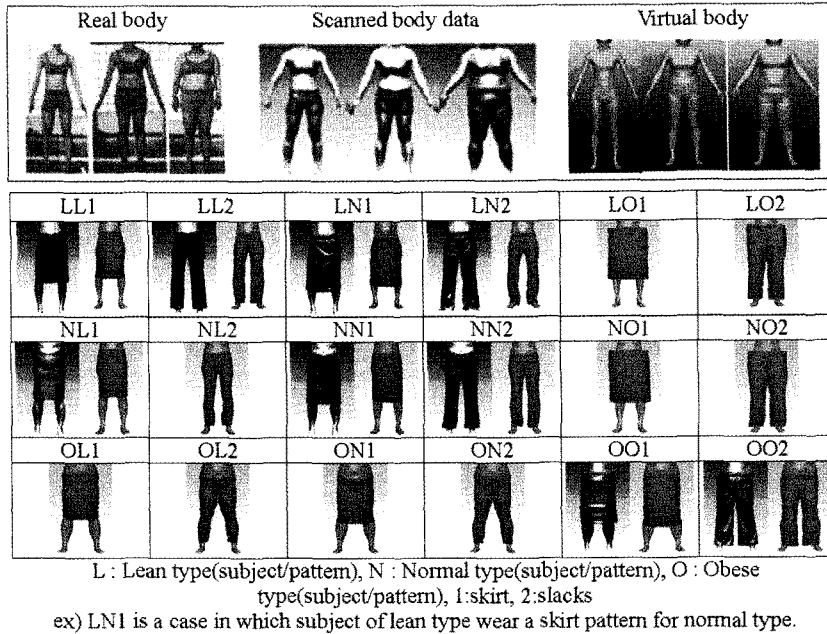 Real body Scanned body data Virtual body
LL1 LL2 LN1 LN2 LO1 LO2
NL1 NL2 NN1 NN2 NO1 NO2
OL1 OL2 ON1 ON2 OO1 OO2
L : Lean type(subject/pattern), N : Normal type(subject/pattern), O : Obese
type(subject/pattern), 1:skirt, 2:slacks
ex) LN1 is a case in which subject of lean type wear a skirt pattern for normal type.